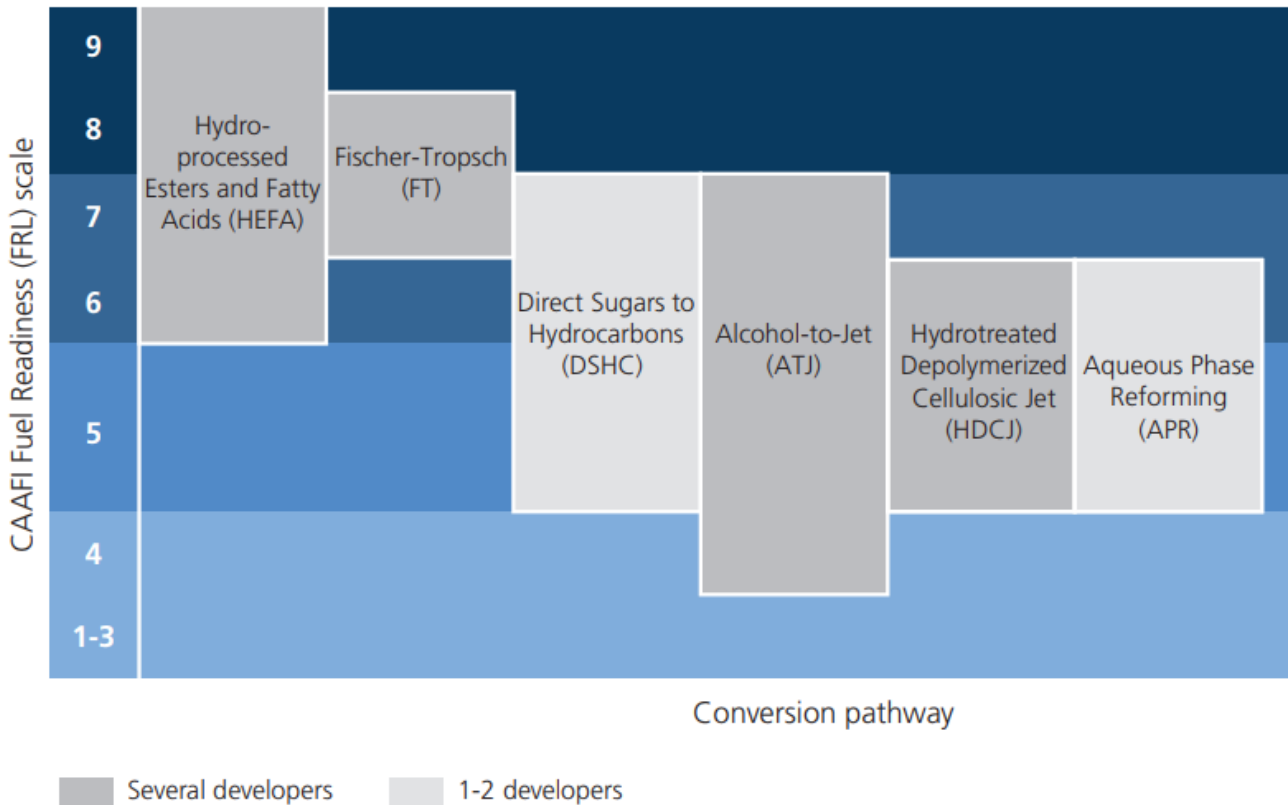 CAAFI Fuel Readiness (FRL) scale
9
8
7
6
5
4
1-3
Hydro-
processed
Esters and Fatty
Acids (HEFA)
Fischer-Tropsch
(FT)
Direct Sugars to
Hydrocarbons
(DSHC)
Alcohol-to-Jet
(ATJ)
Hydrotreated
Depolymerized
Cellulosic Jet
(HDCJ)
Aqueous Phase
Reforming
(APR)
Conversion pathway
Several developers
1-2 developers